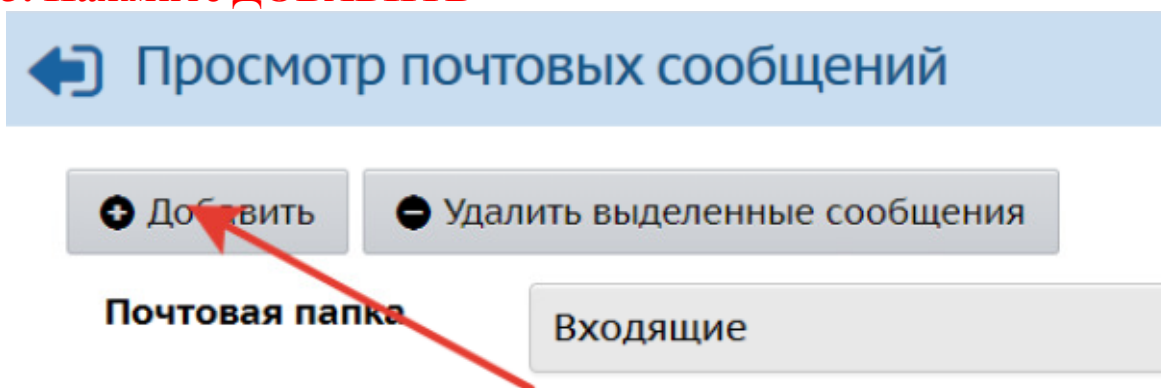 Просмотр почтовых сообщений
Добавить Удалить выделенные сообщения
Почтовая папка Входящие